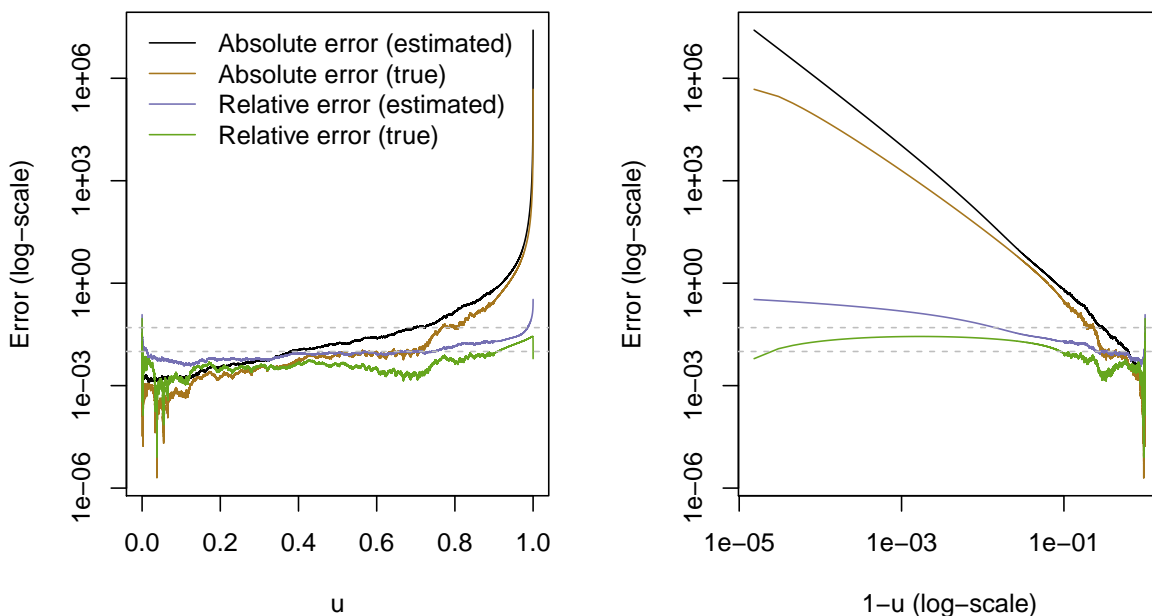 Absolute error (estimated)
Absolute error (true)
Relative error (estimated)
Relative error (true)
Error (log−scale)
1e+06
1e+03
1e+00
1e−03
1e−06
0.0 0.2 0.4 0.6 0.8 1.0
u
Error (log−scale)
1e+06
1e+03
1e+00
1e−03
1e−06
1e−05 1e−03 1e−01
1−u (log−scale)